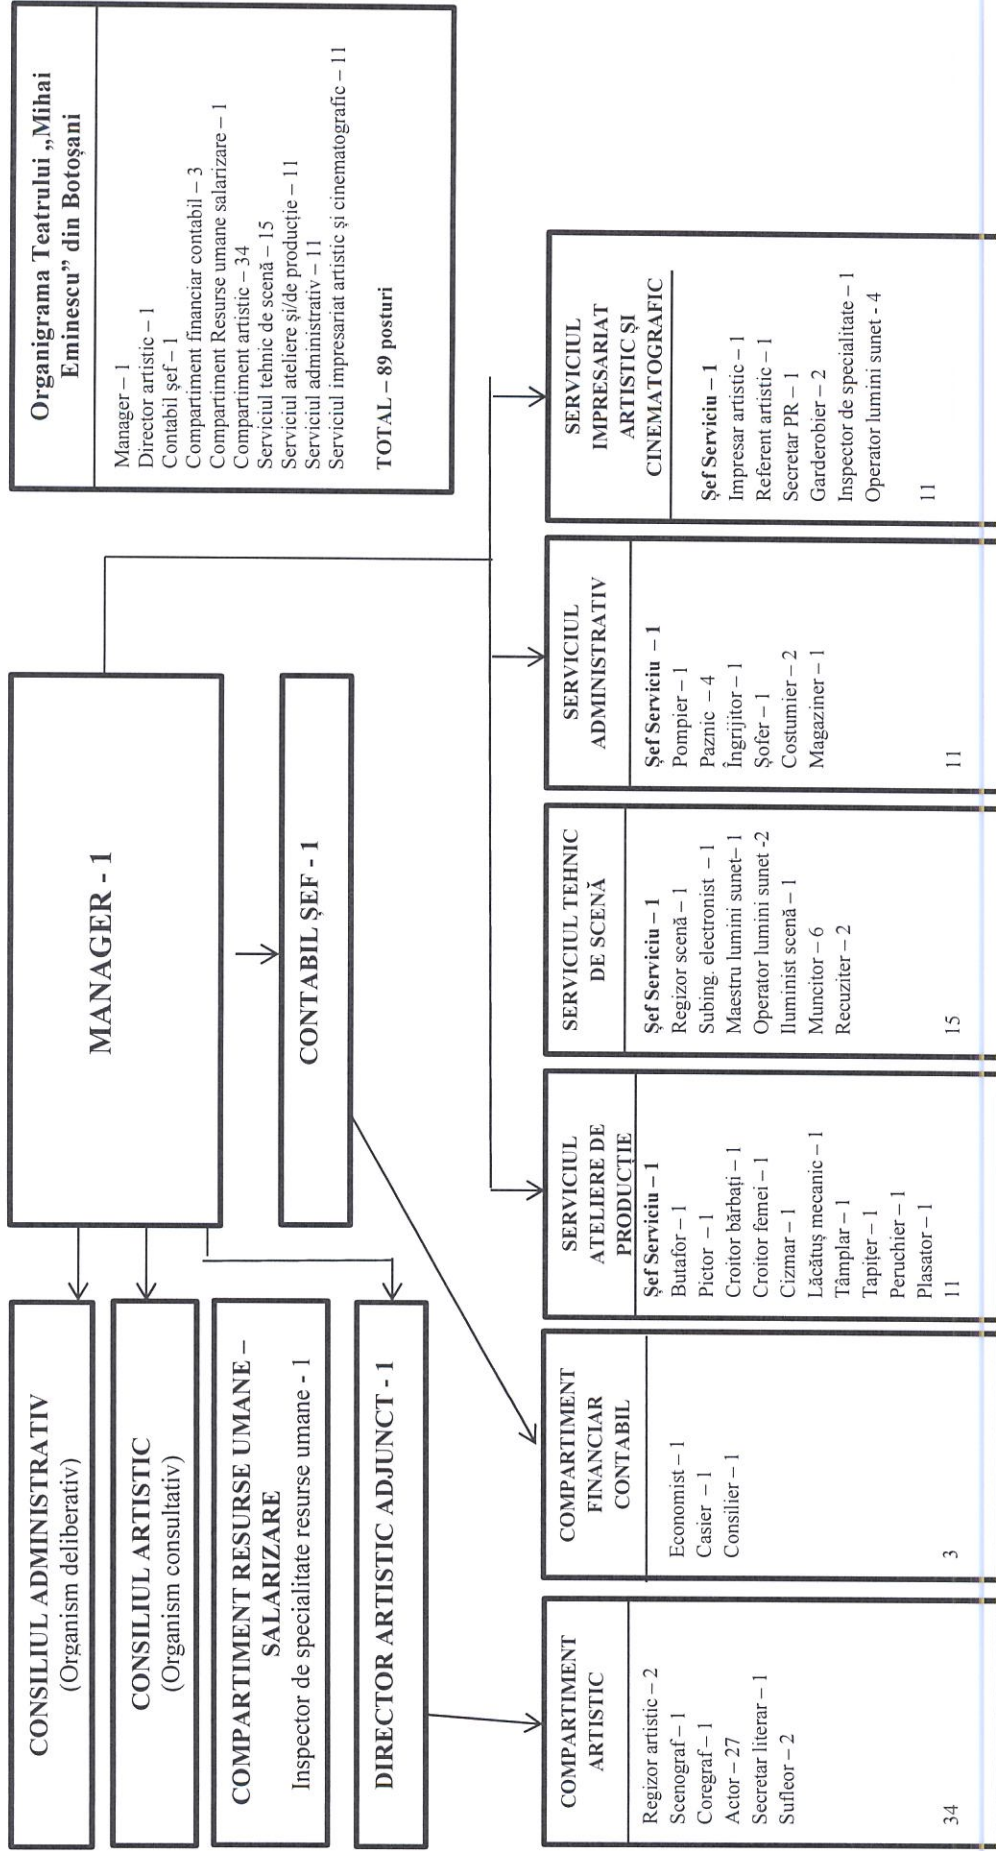 Organigrama Teatrului „Mihai
Eminescu” din Botoșani
Manager – 1
Director artistic – 1
Contabil șef – 1
Compartiment financiar contabil – 3
Compartiment Resurse umane salarizare – 1
Compartiment artistic – 34
Serviciul tehnic de scenă – 15
Serviciul ateliere și/de producție – 11
Serviciul administrativ – 11
Serviciul impresariat artistic și cinematografic – 11
TOTAL – 89 posturi
CONSILIUL ADMINISTRATIV
(Organism deliberativ)
CONSILIUL ARTISTIC
(Organism consultativ)
COMPARTIMENT RESURSE UMANE –
SALARIZARE
Inspector de specialitate resurse umane - 1
DIRECTOR ARTISTIC ADJUNCT - 1
MANAGER - 1
CONTABIL ȘEF - 1
COMPARTIMENT
ARTISTIC
Regizor artistic – 2
Scenograf – 1
Coregraf – 1
Actor – 27
Secretar literar – 1
Sufleor – 2
34
COMPARTIMENT
FINANCIAR
CONTABIL
Economist – 1
Casier – 1
Consilier – 1
3
SERVICIUL
ATELIERE DE
PRODUCȚIE
Șef Serviciu – 1
Butafor – 1
Pictor – 1
Croitor bărbați – 1
Croitor femei – 1
Cizmar – 1
Lăcătuș mecanic – 1
Tâmplar – 1
Tapițer – 1
Peruchier – 1
Plasator – 1
11
SERVICIUL TEHNIC
DE SCENĂ
Șef Serviciu – 1
Regizor scenă – 1
Subing. electronist – 1
Maestru lumini sunet– 1
Operator lumini sunet -2
Iluminist scenă – 1
Muncitor – 6
Recuziter – 2
15
SERVICIUL
ADMINISTRATIV
Șef Serviciu – 1
Pompier – 1
Paznic – 4
Îngrijitor – 1
Șofer – 1
Costumier – 2
Magaziner – 1
11
SERVICIUL
IMPRESARIAT
ARTISTIC ȘI
CINEMATOGRAFIC
Șef Serviciu – 1
Impresar artistic – 1
Referent artistic – 1
Secretar PR – 1
Garderobier – 2
Inspector de specialitate – 1
Operator lumini sunet - 4
11